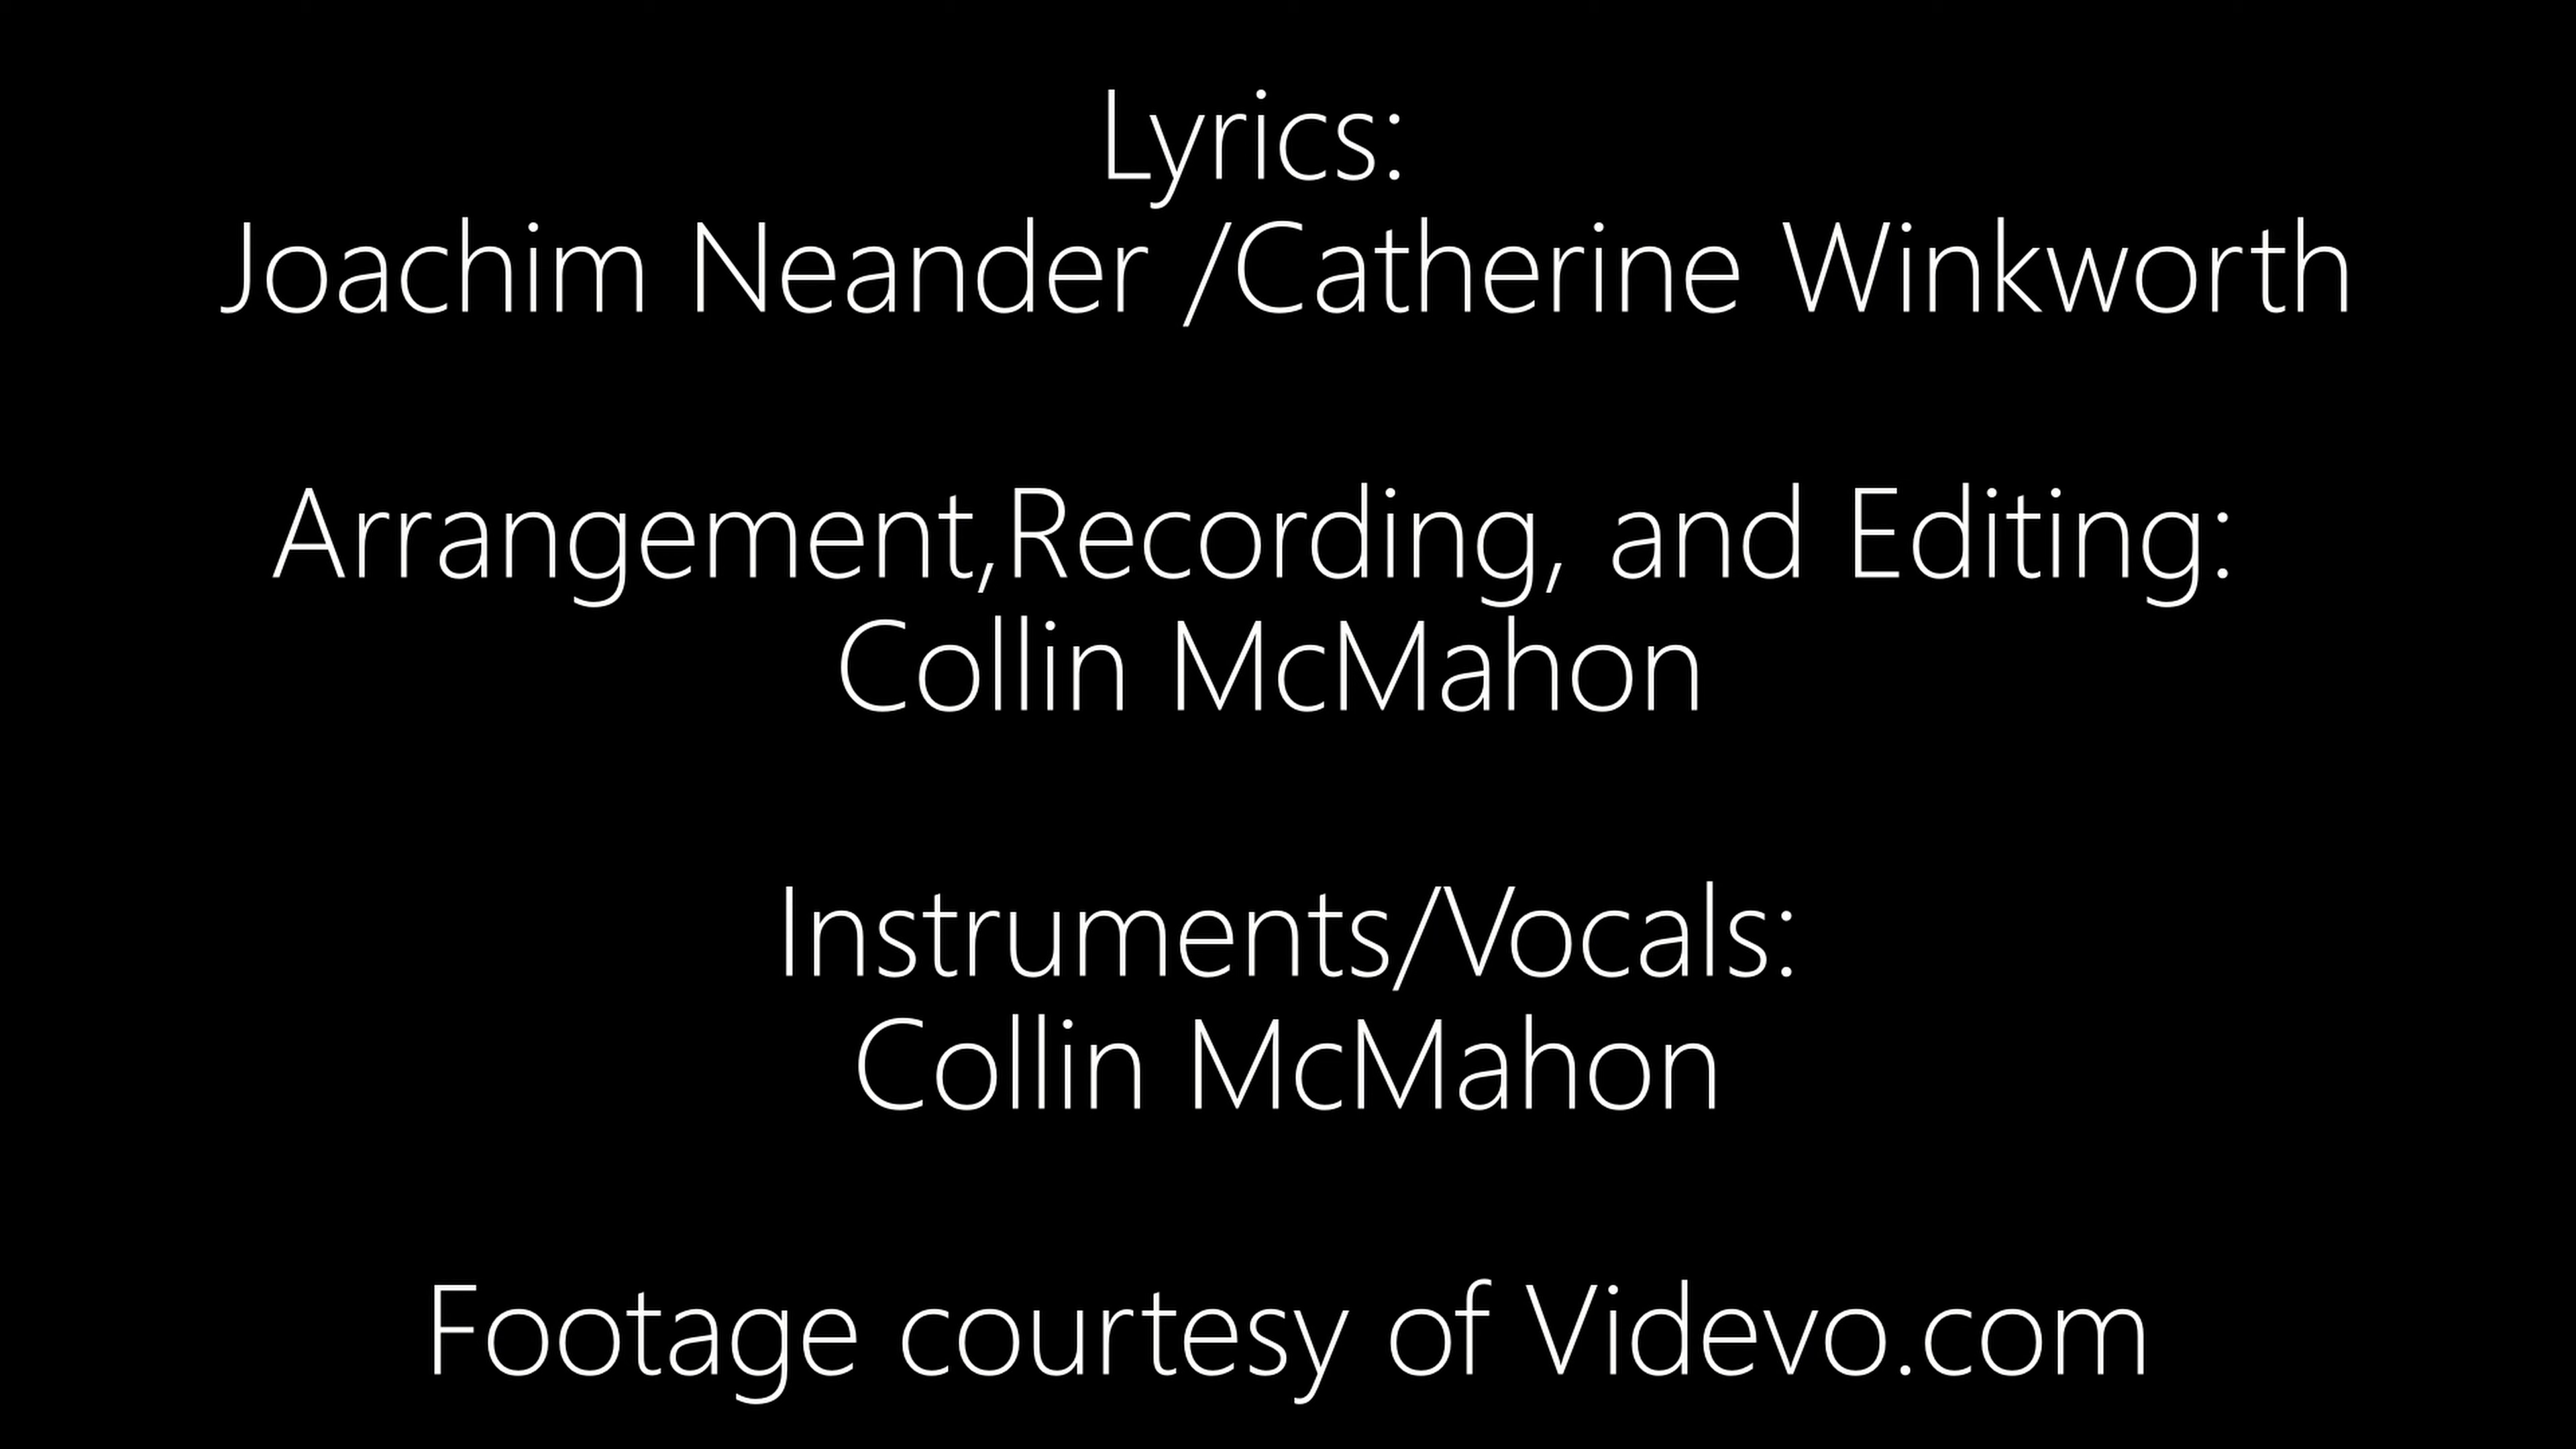 Lyrics:
Joachim Neander /Catherine Winkworth
Arrangement,Recording, and Editing:
Collin McMahon
Instruments/Vocals:
Collin McMahon
Footage courtesy of Videvo.com